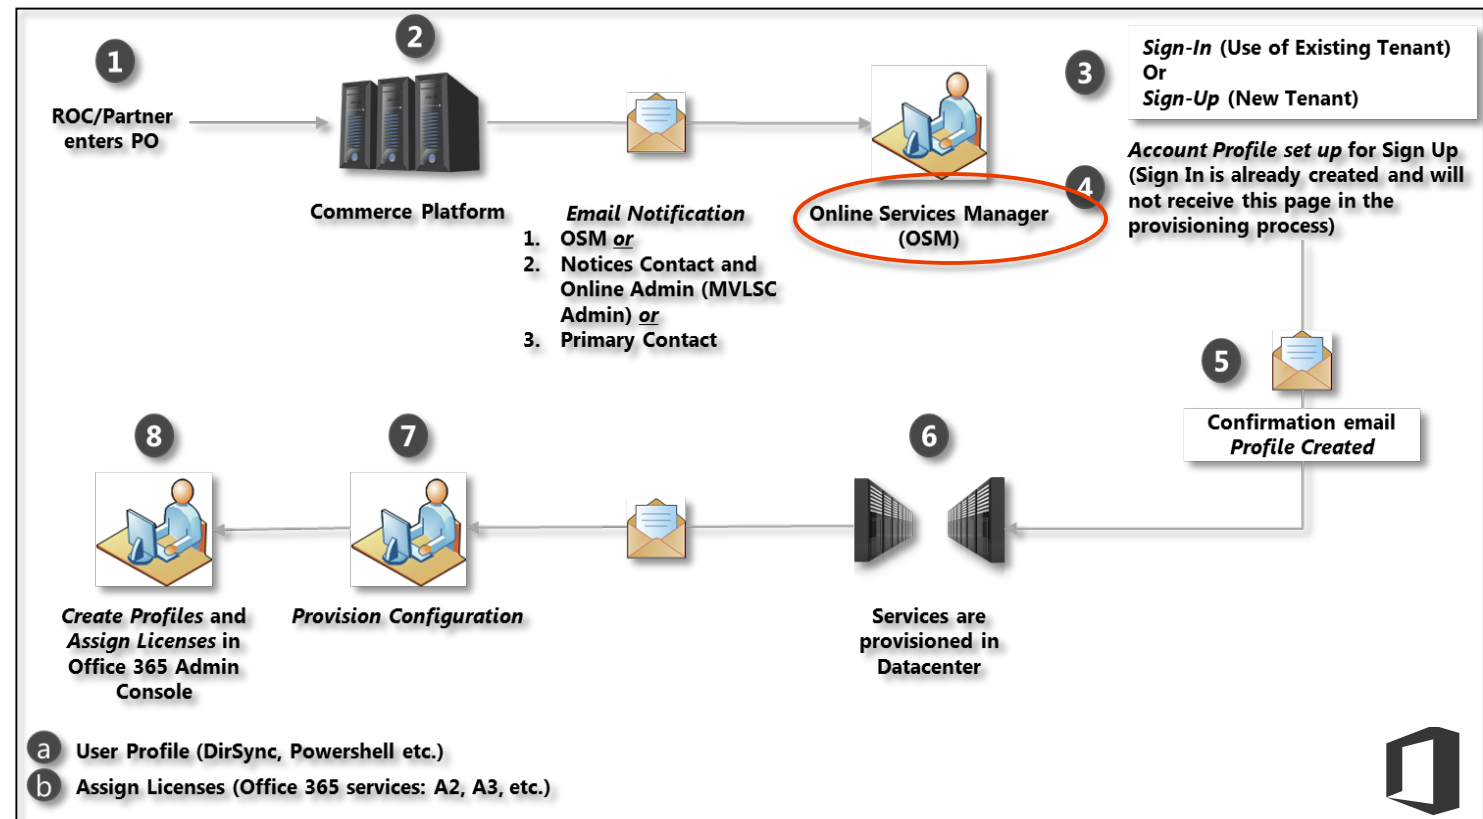 1
ROC/Partner
enters PO
2
Commerce Platform
Email Notification
1. OSM or
2. Notices Contact and
Online Admin (MVLSC
Admin) or
3. Primary Contact
Online Services Manager
(OSM)
3
Sign-In (Use of Existing Tenant)
Or
Sign-Up (New Tenant)
4
Account Profile set up for Sign Up
(Sign In is already created and will
not receive this page in the
provisioning process)
5
Confirmation email
Profile Created
6
Services are
provisioned in
Datacenter
7
Provision Configuration
8
Create Profiles and
Assign Licenses in
Office 365 Admin
Console
a User Profile (DirSync, Powershell etc.)
b Assign Licenses (Office 365 services: A2, A3, etc.)